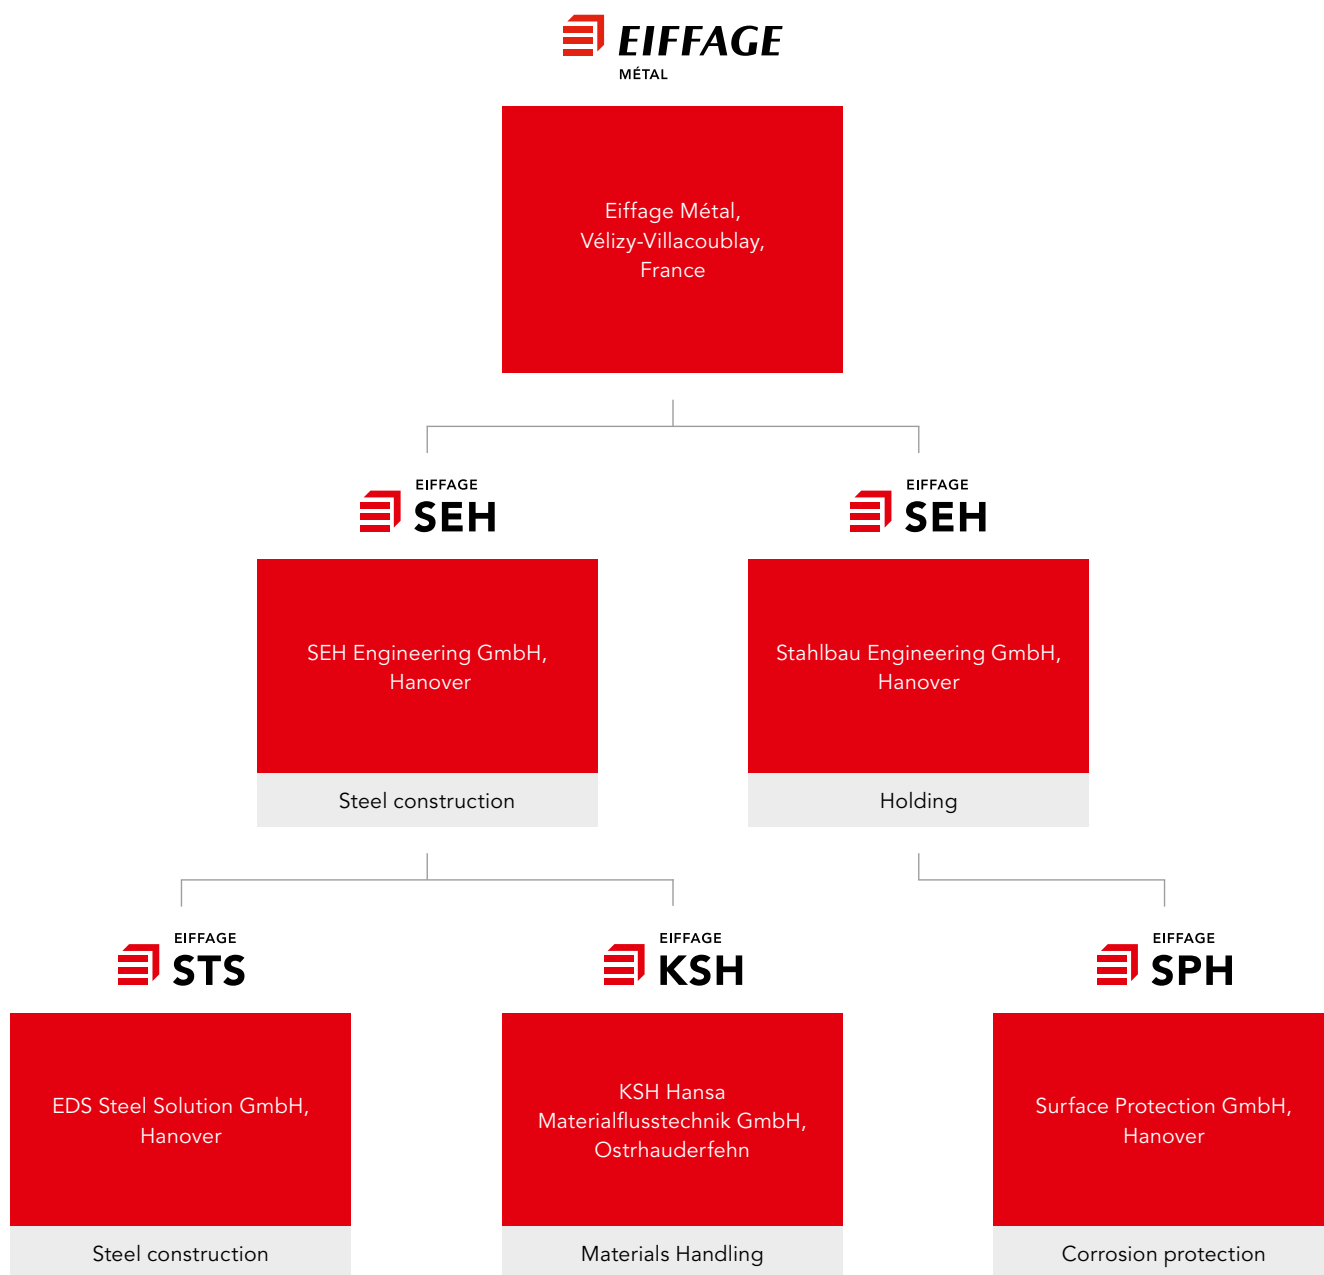 EIFFAGE
MÉTAL
Eiffage Métal,
Vélizy-Villacoublay,
France
EIFFAGE
SEH
SEH Engineering GmbH,
Hanover
Steel construction
EIFFAGE
SEH
Stahlbau Engineering GmbH,
Hanover
Holding
EIFFAGE
STS
EDS Steel Solution GmbH,
Hanover
Steel construction
EIFFAGE
KSH
KSH Hansa
Materialflusstechnik GmbH,
Ostrhauderfehn
Materials Handling
EIFFAGE
SPH
Surface Protection GmbH,
Hanover
Corrosion protection